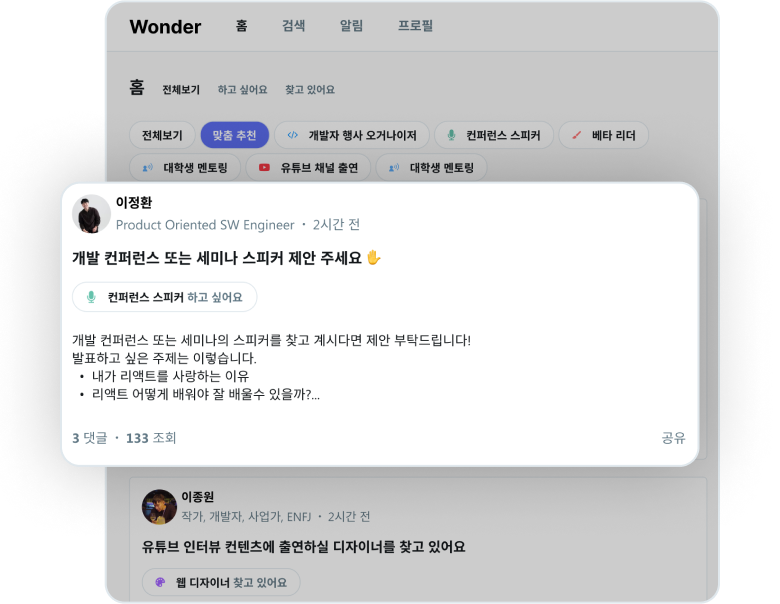 Wonder 홈 검색 알림 프로필
홈 전체보기 하고 싶어요 찾고 있어요
전체보기 맞춤 추천 개발자 행사 오거나이저 컨퍼런스 스피커 베타 리더
대학생 멘토링 유튜브 채널 출연 대학생 멘토링
이정환
Product Oriented SW Engineer · 2시간 전
개발 컨퍼런스 또는 세미나 스피커 제안 주세요 ✋
컨퍼런스 스피커 하고 싶어요
개발 컨퍼런스 또는 세미나의 스피커를 찾고 계시다면 제안 부탁드립니다!
발표하고 싶은 주제는 이렇습니다.
• 내가 리액트를 사랑하는 이유
• 리액트 어떻게 배워야 잘 배울수 있을까?...
3 댓글 · 133 조회 공유
이종원
작가, 개발자, 사업가, ENFJ · 2시간 전
유튜브 인터뷰 컨텐츠에 출연하실 디자이너를 찾고 있어요
웹 디자이너 찾고 있어요